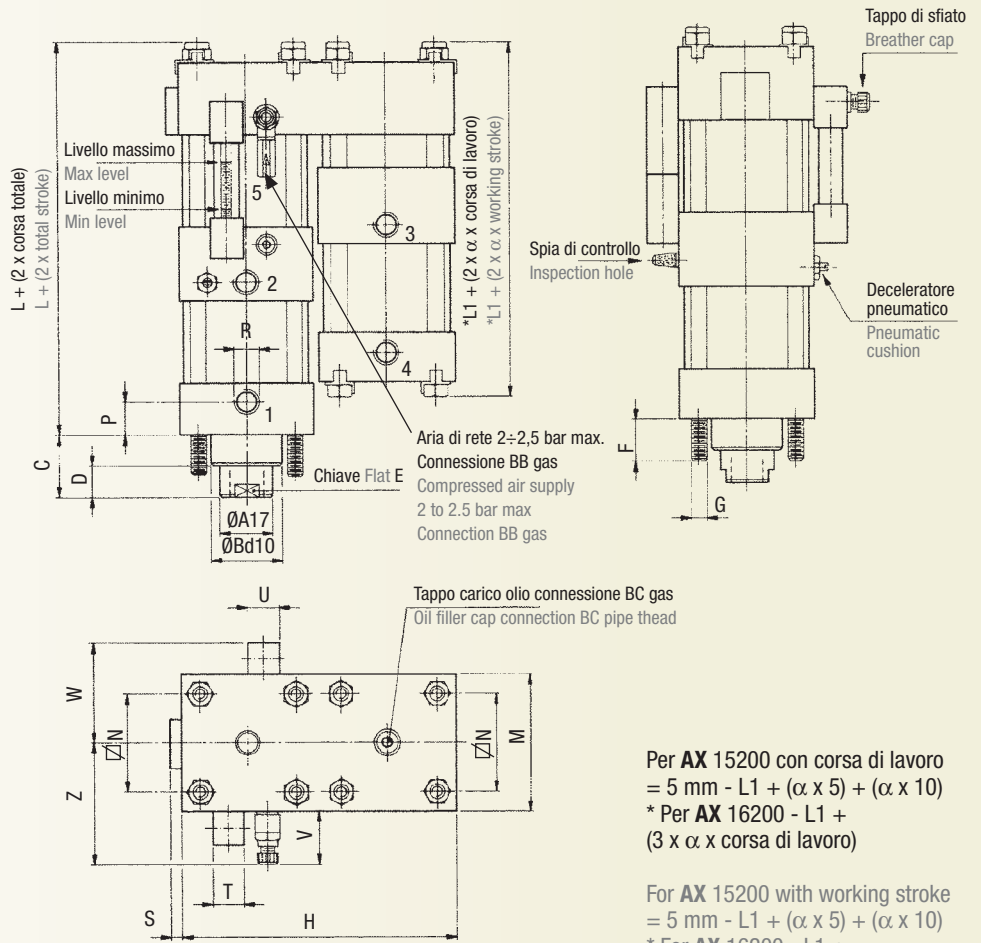 Tappo di sfiato
Breather cap
L + (2 x corsa totale)
L + (2 x total stroke)
Livello massimo
Max level
Livello minimo
Min level
5
3
2
R
4
1
P
C
D
*L1 + (2 x α x corsa di lavoro)
*L1 + (2 x α x working stroke)
Spia di controllo
Inspection hole
Deceleratore
pneumatico
Pneumatic
cushion
F
G
Chiave Flat E
ØA17
ØBd10
Aria di rete 2÷2,5 bar max.
Connessione BB gas
Compressed air supply
2 to 2.5 bar max
Connection BB gas
U
Tappo carico olio connessione BC gas
Oil filler cap connection BC pipe thead
W
N
N
M
Z
V
T
S
H
Per AX 15200 con corsa di lavoro
= 5 mm - L1 + (α x 5) + (α x 10)
* Per AX 16200 - L1 +
(3 x α x corsa di lavoro)
For AX 15200 with working stroke
= 5 mm - L1 + (α x 5) + (α x 10)
* For AX 16200 - L1